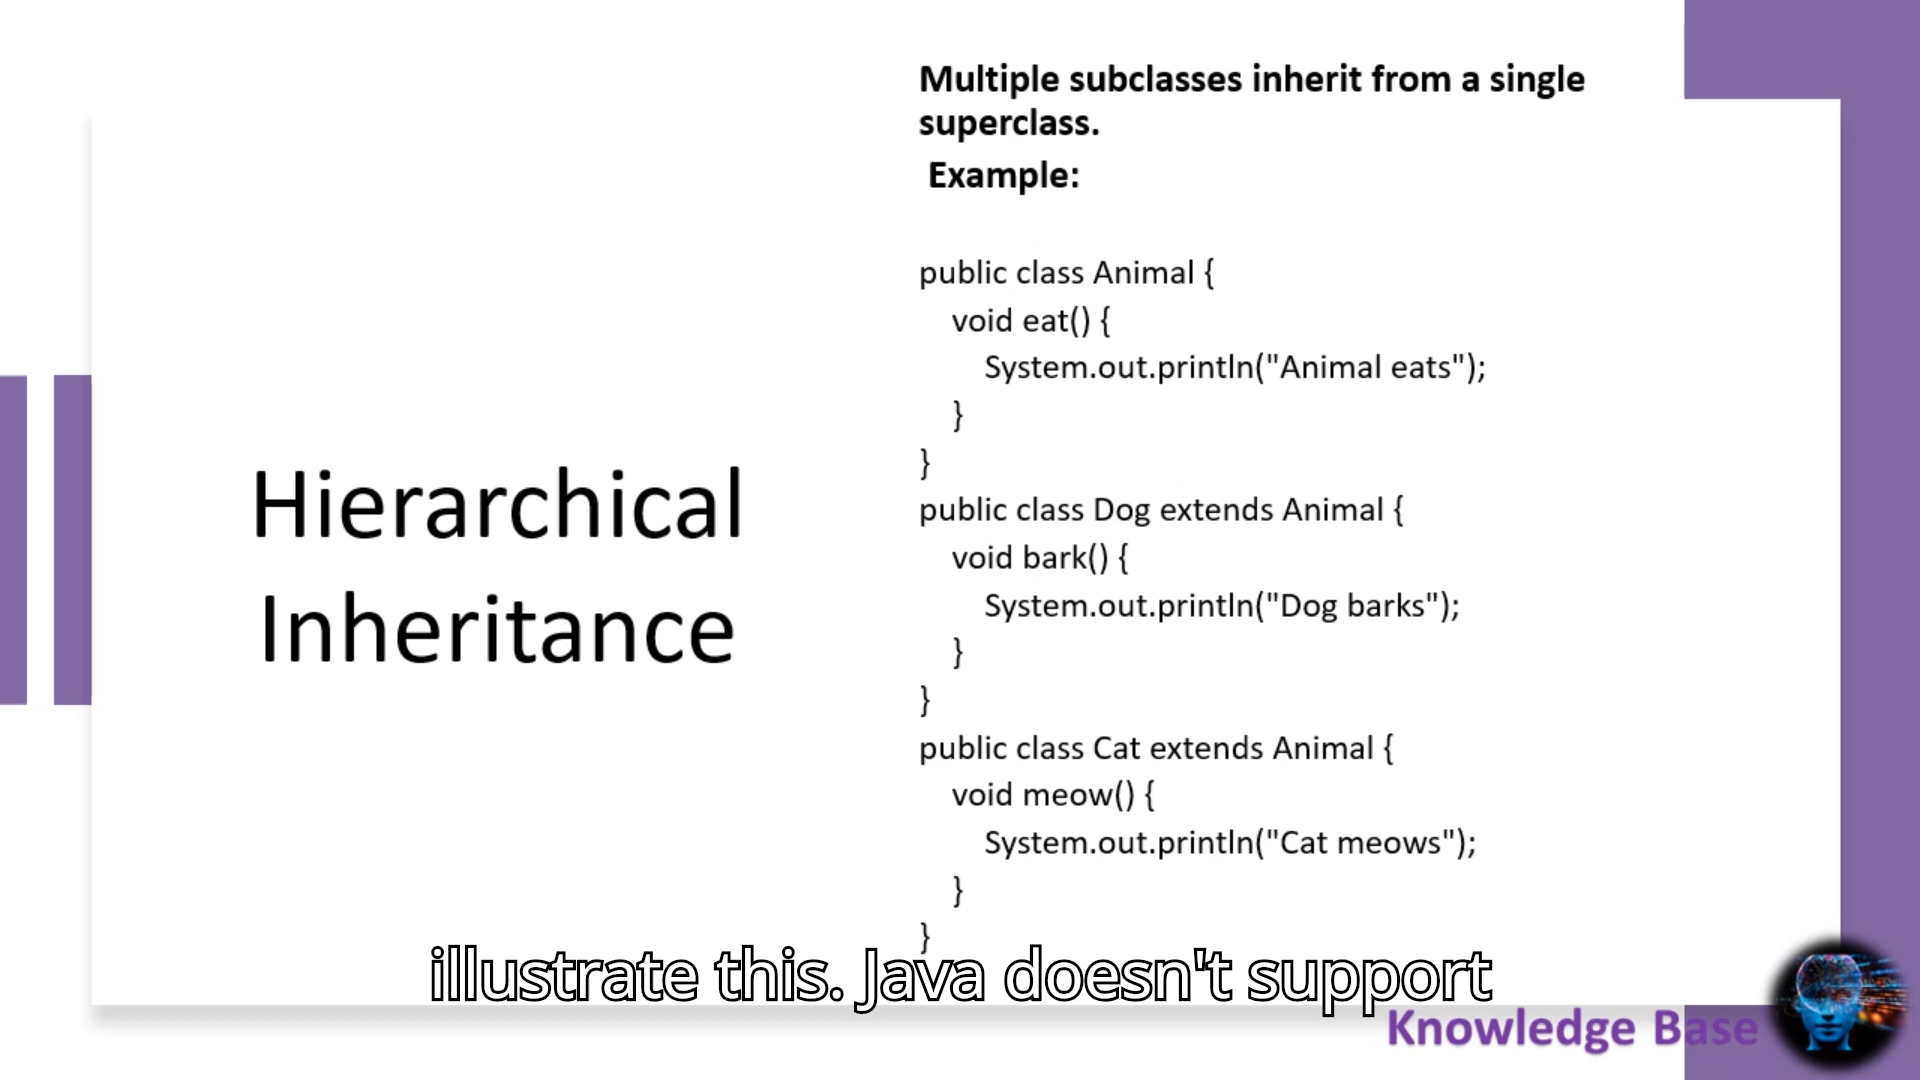 Multiple subclasses inherit from a single
superclass.
Example:
public class Animal {
void eat() {
System.out.println("Animal eats");
}
}
public class Dog extends Animal {
void bark() {
System.out.println("Dog barks");
}
}
public class Cat extends Animal {
void meow() {
System.out.println("Cat meows");
}
}
Hierarchical
Inheritance
illustrate this. Java doesn't support
Knowledge Base